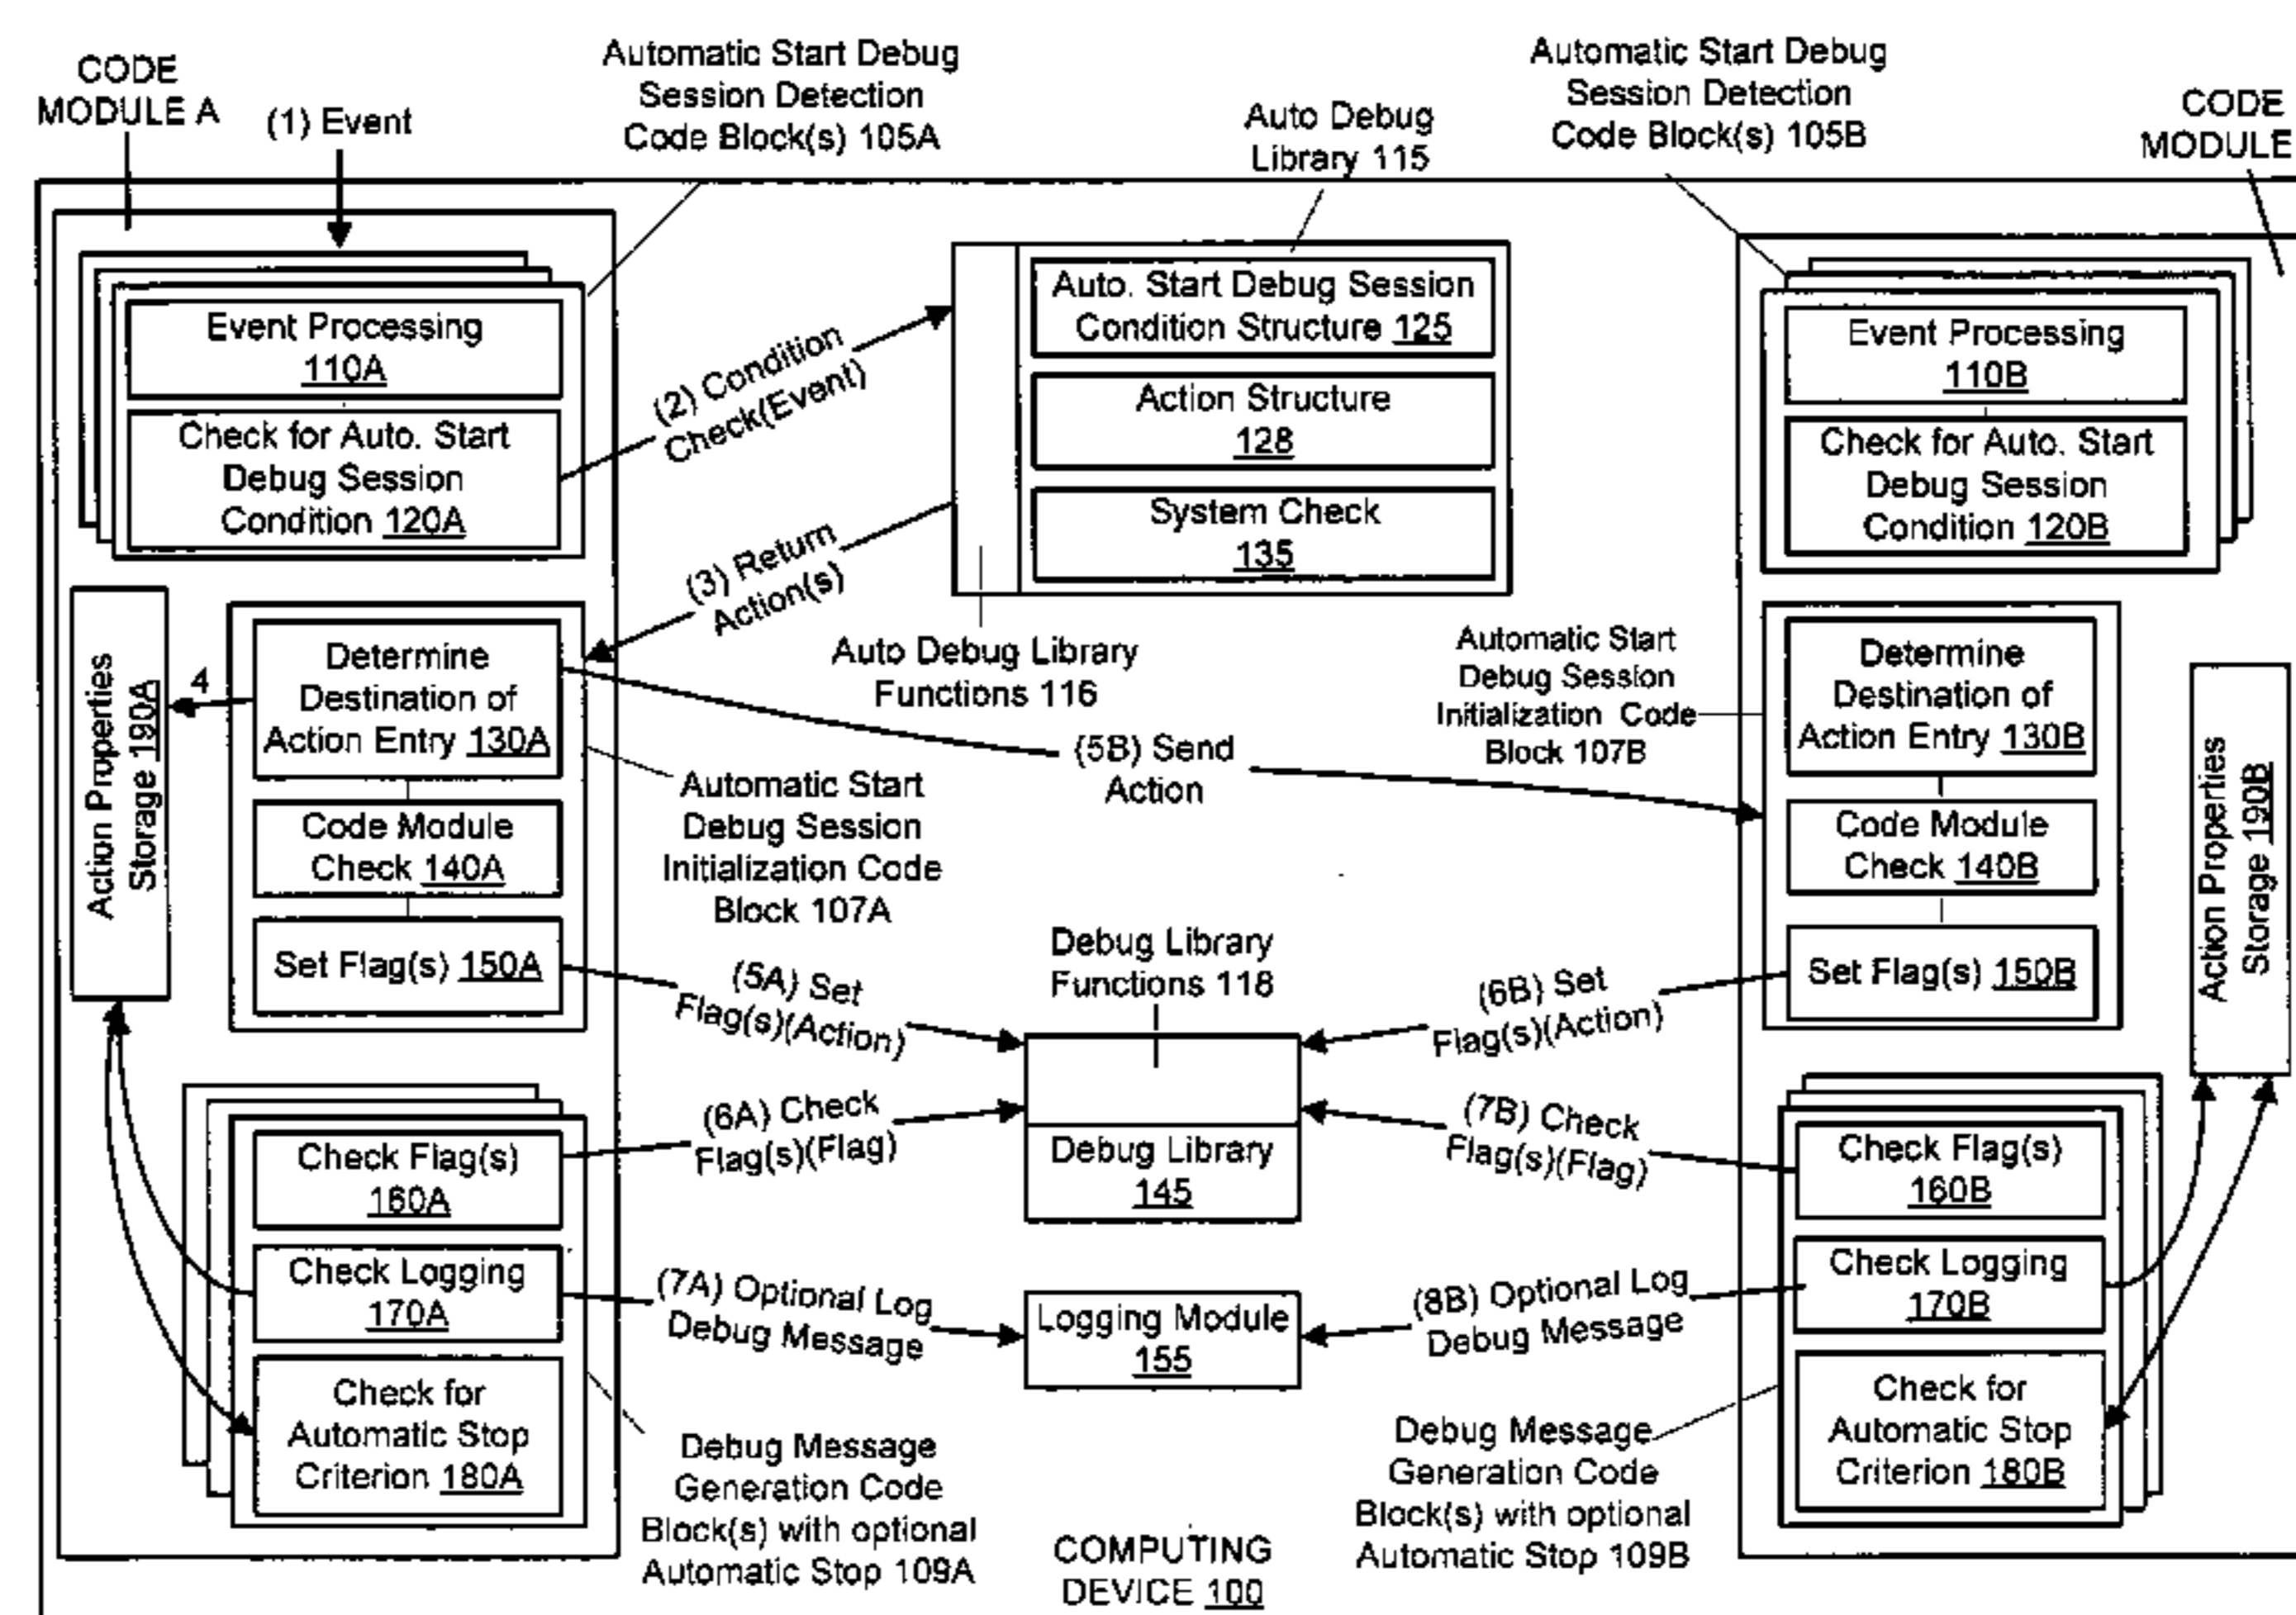 CODE
MODULE A
(1) Event
Automatic Start Debug
Session Detection
Code Block(s) 105A
Auto Debug
Library 115
Automatic Start Debug
Session Detection
Code Block(s) 105B
CODE
MODULE
Event Processing
110A
Check for Auto. Start
Debug Session
Condition 120A
(2) Condition
Check(Event)
(3) Return
Action(s)
Auto. Start Debug Session
Condition Structure 125
Action Structure
128
System Check
135
Auto Debug Library
Functions 116
Event Processing
110B
Check for Auto. Start
Debug Session
Condition 120B
Action Properties
Storage 190A
4
Determine
Destination of
Action Entry 130A
Code Module
Check 140A
Set Flag(s) 150A
Automatic Start
Debug Session
Initialization Code
Block 107A
(5B) Send
Action
Automatic Start
Debug Session
Initialization Code
Block 107B
Determine
Destination of
Action Entry 130B
Code Module
Check 140B
Set Flag(s) 150B
Action Properties
Storage 190B
(5A) Set
Flag(s)(Action)
Debug Library
Functions 118
(6B) Set
Flag(s)(Action)
(6A) Check
Flag(s)(Flag)
Debug Library
145
(7B) Check
Flag(s)(Flag)
Check Flag(s)
160A
Check Logging
170A
Check for
Automatic Stop
Criterion 180A
(7A) Optional Log
Debug Message
Logging Module
155
(8B) Optional Log
Debug Message
Check Flag(s)
160B
Check Logging
170B
Check for
Automatic Stop
Criterion 180B
Debug Message
Generation Code
Block(s) with optional
Automatic Stop 109A
COMPUTING
DEVICE 100
Debug Message
Generation Code
Block(s) with optional
Automatic Stop 109B